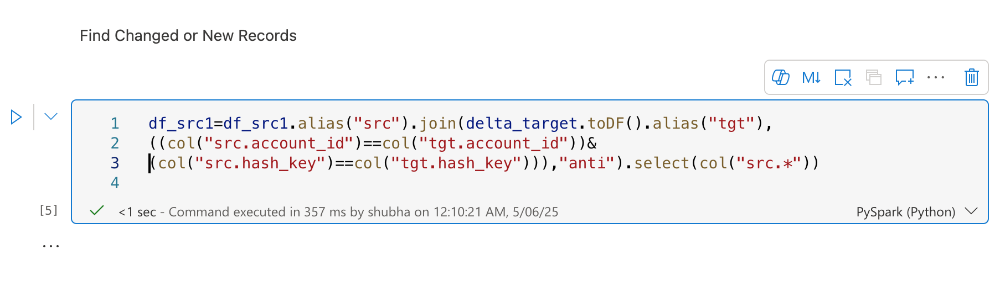 Find Changed or New Records
M↓
1 df_src1=df_src1.alias("src").join(delta_target.toDF().alias("tgt"),
2 ((col("src.account_id")==col("tgt.account_id"))&
3 (col("src.hash_key")==col("tgt.hash_key"))),"anti").select(col("src.*"))
4
[5] <1 sec - Command executed in 357 ms by shubha on 12:10:21 AM, 5/06/25 PySpark (Python)